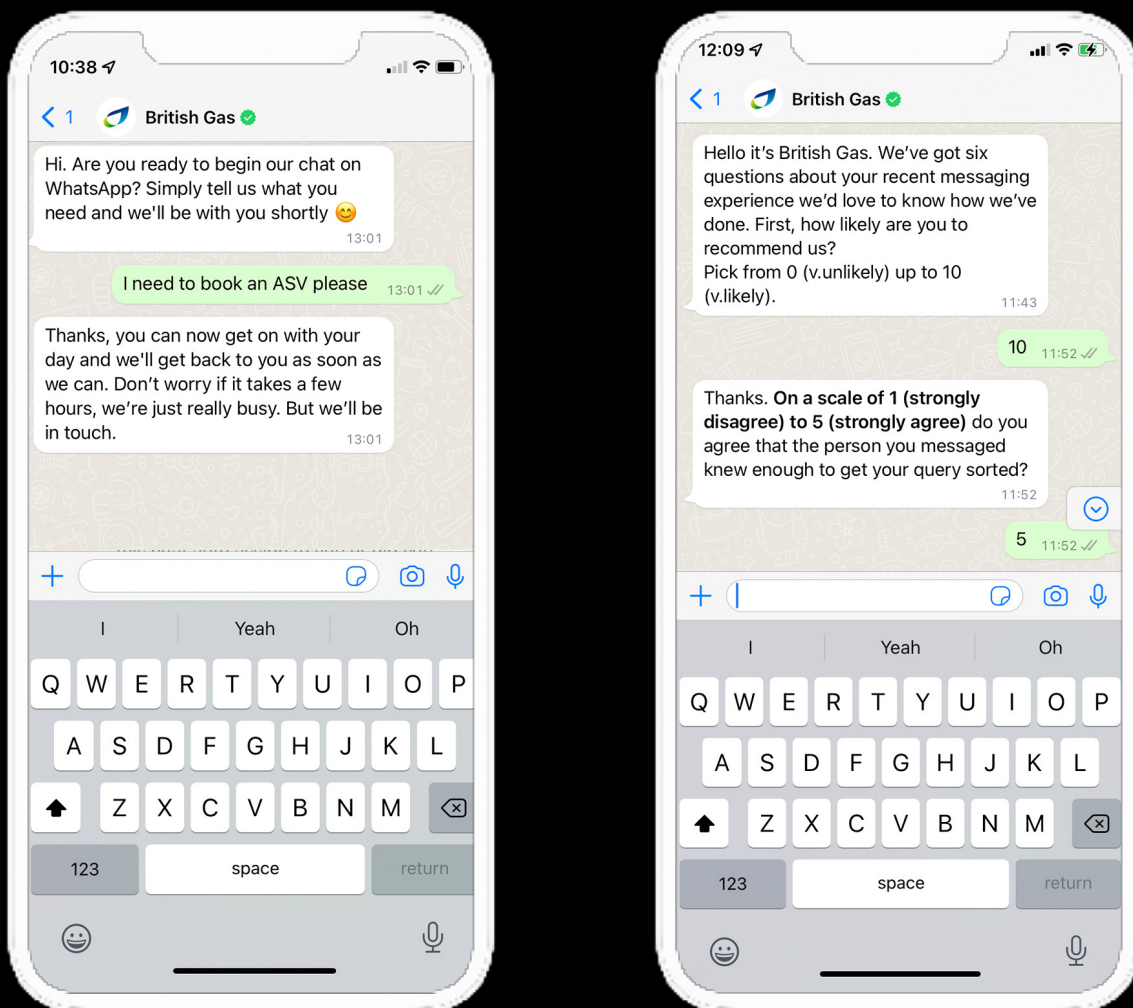 10:38
1
British Gas
Hi. Are you ready to begin our chat on
WhatsApp? Simply tell us what you
need and we'll be with you shortly 😊
13:01
I need to book an ASV please
13:01
Thanks, you can now get on with your
day and we'll get back to you as soon as
we can. Don’t worry if it takes a few
hours, we’re just really busy. But we’ll be
in touch.
13:01
I Yeah Oh
Q W E R T Y U I O P
A S D F G H J K L
Z X C V B N M
123 space return
12:09
1
British Gas
Hello it’s British Gas. We’ve got six
questions about your recent messaging
experience we’d love to know how we’ve
done. First, how likely are you to
recommend us?
Pick from 0 (v.unlikely) up to 10
(v.likely).
11:43
10
11:52
Thanks. On a scale of 1 (strongly
disagree) to 5 (strongly agree) do you
agree that the person you messaged
knew enough to get your query sorted?
11:52
5
11:52
I Yeah Oh
Q W E R T Y U I O P
A S D F G H J K L
Z X C V B N M
123 space return